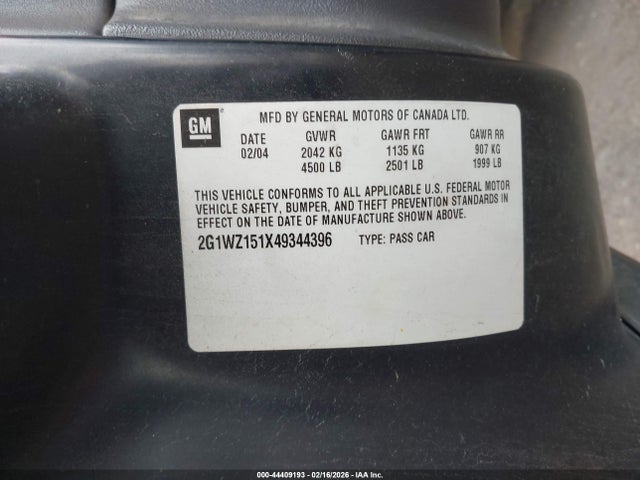 GM
MFD BY GENERAL MOTORS OF CANADA LTD.
DATE GVWR GAWR FRT GAWR RR
02/04 2042 KG 1135 KG 907 KG
4500 LB 2501 LB 1999 LB
THIS VEHICLE CONFORMS TO ALL APPLICABLE U.S. FEDERAL MOTOR
VEHICLE SAFETY, BUMPER, AND THEFT PREVENTION STANDARDS IN
EFFECT ON THE DATE OF MANUFACTURE SHOWN ABOVE.
2G1WZ151X49344396 TYPE: PASS CAR
000-44409193 - 02/16/2026 - IAA Inc.